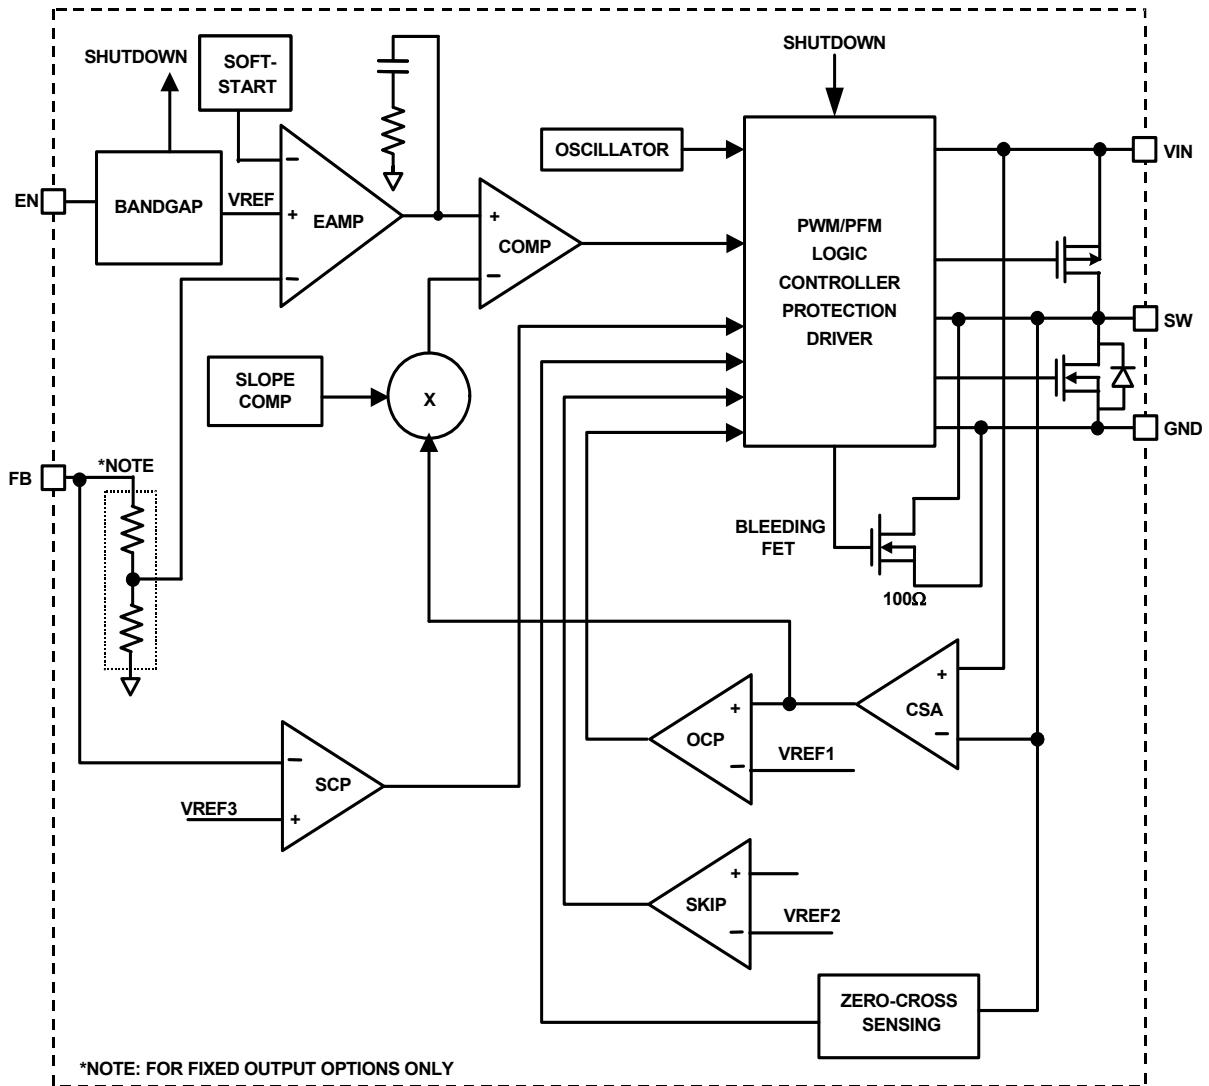 SHUTDOWN
SOFT-
START
SHUTDOWN
OSCILLATOR
VIN
EN
BANDGAP
VREF
−
+
−
EAMP
+
−
COMP
PWM/PFM
LOGIC
CONTROLLER
PROTECTION
DRIVER
SW
SLOPE
COMP
X
GND
FB
*NOTE
BLEEDING
FET
100Ω
+
−
CSA
+
−
OCP
VREF1
−
+
SCP
VREF3
+
−
SKIP
VREF2
ZERO-CROSS
SENSING
*NOTE: FOR FIXED OUTPUT OPTIONS ONLY